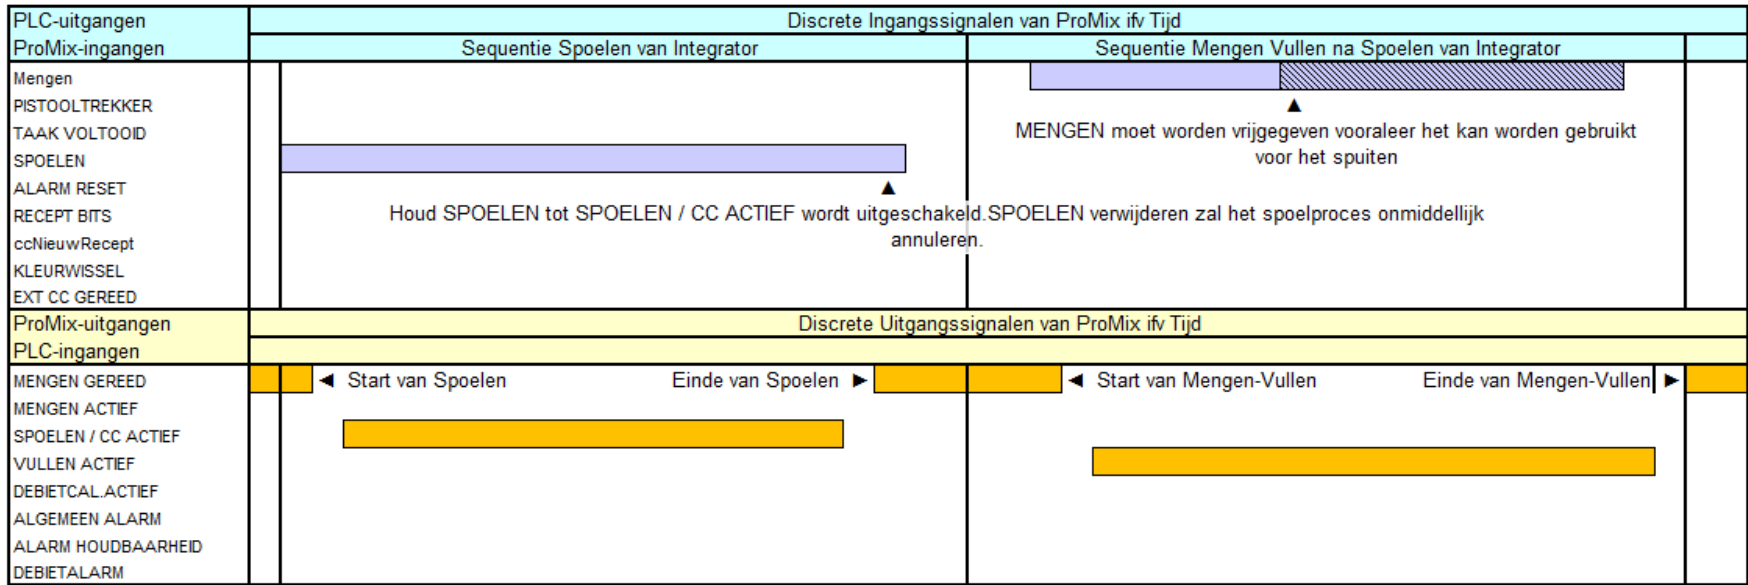 PLC-uitgangen
Discrete Ingangssignalen van ProMix ifv Tijd
ProMix-ingangen
Sequentie Spoelen van Integrator
Sequentie Mengen Vullen na Spoelen van Integrator
Mengen
PISTOOLTREKKER
TAAK VOLTOOID
MENGEN moet worden vrijgegeven vooraleer het kan worden gebruikt
voor het spuiten
SPOELEN
ALARM RESET
RECEPT BITS
Houd SPOELEN tot SPOELEN / CC ACTIEF wordt uitgeschakeld.SPOELEN verwijderen zal het spoelproces onmiddellijk
annuleren.
ccNieuwRecept
KLEURWISSEL
EXT CC GEREED
ProMix-uitgangen
Discrete Uitgangssignalen van ProMix ifv Tijd
PLC-ingangen
MENGEN GEREED
◄ Start van Spoelen
Einde van Spoelen ►
◄ Start van Mengen-Vullen
Einde van Mengen-Vullen ►
MENGEN ACTIEF
SPOELEN / CC ACTIEF
VULLEN ACTIEF
DEBIETCAL.ACTIEF
ALGEMEEN ALARM
ALARM HOUDBAARHEID
DEBIETALARM